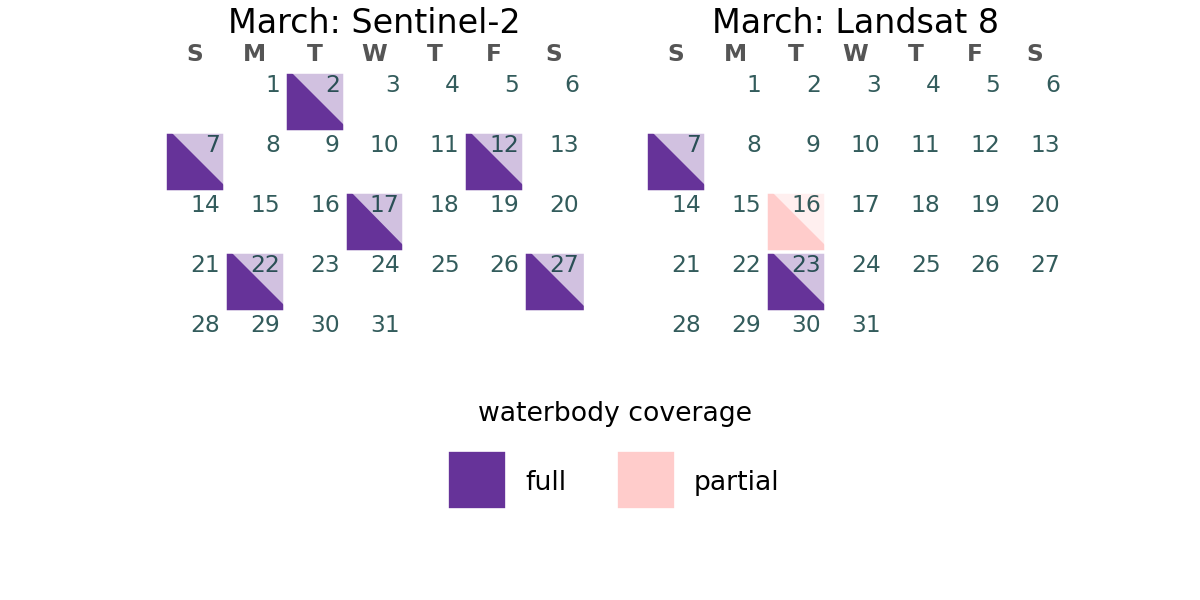 March: Sentinel-2
S M T W T F S
1 2 3 4 5 6
7 8 9 10 11 12 13
14 15 16 17 18 19 20
21 22 23 24 25 26 27
28 29 30 31
March: Landsat 8
S M T W T F S
1 2 3 4 5 6
7 8 9 10 11 12 13
14 15 16 17 18 19 20
21 22 23 24 25 26 27
28 29 30 31
waterbody coverage
full
partial